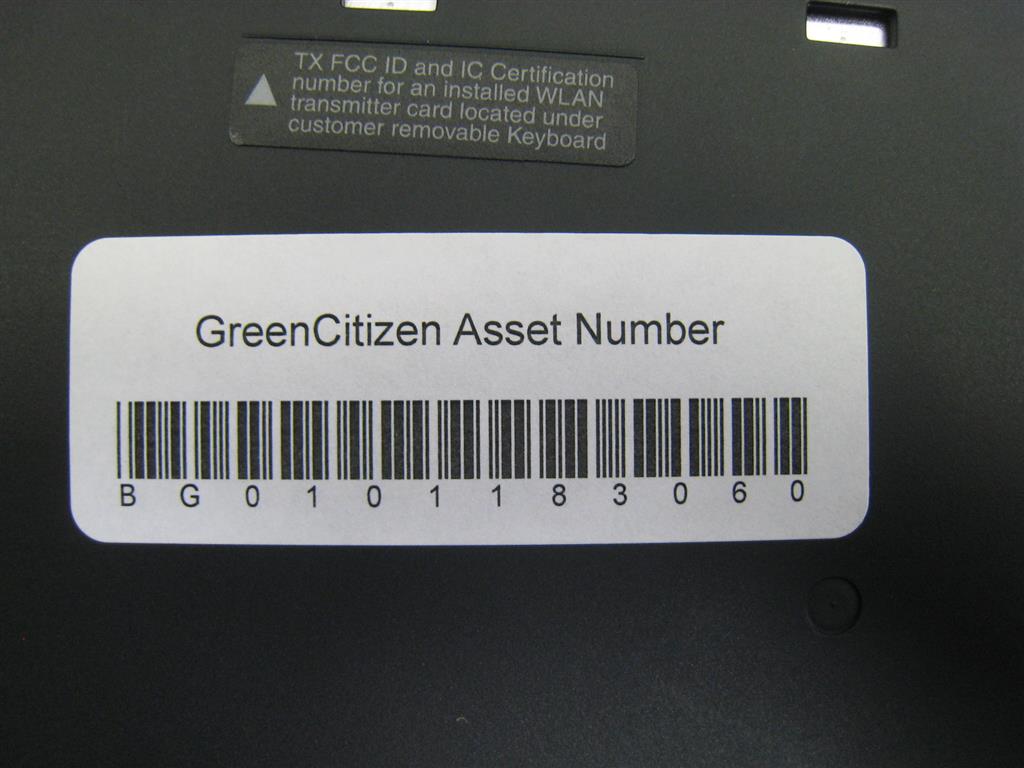 TX FCC ID and IC Certification
number for an installed WLAN
transmitter card located under
customer removable Keyboard
GreenCitizen Asset Number
B G 0 1 0 1 1 8 3 0 6 0